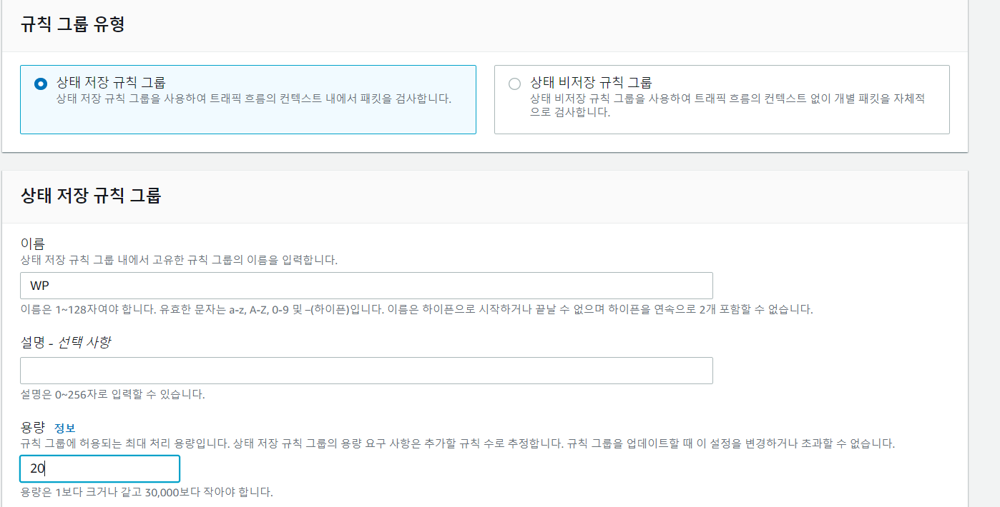 규칙 그룹 유형
상태 저장 규칙 그룹
상태 저장 규칙 그룹을 사용하여 트래픽 흐름의 컨텍스트 내에서 패킷을 검사합니다.
상태 비저장 규칙 그룹
상태 비저장 규칙 그룹을 사용하여 트래픽 흐름의 컨텍스트 없이 개별 패킷을 자체적
으로 검사합니다.
상태 저장 규칙 그룹
이름
상태 저장 규칙 그룹 내에서 고유한 규칙 그룹의 이름을 입력합니다.
WP
이름은 1~128자여야 합니다. 유효한 문자는 a-z, A-Z, 0-9 및 –(하이픈)입니다. 이름은 하이픈으로 시작하거나 끝날 수 없으며 하이픈을 연속으로 2개 포함할 수 없습니다.
설명 - 선택 사항
설명은 0~256자로 입력할 수 있습니다.
용량 정보
규칙 그룹에 허용되는 최대 처리 용량입니다. 상태 저장 규칙 그룹의 용량 요구 사항은 추가할 규칙 수로 추정합니다. 규칙 그룹을 업데이트할 때 이 설정을 변경하거나 초과할 수 없습니다.
20
용량은 1보다 크거나 같고 30,000보다 작아야 합니다.